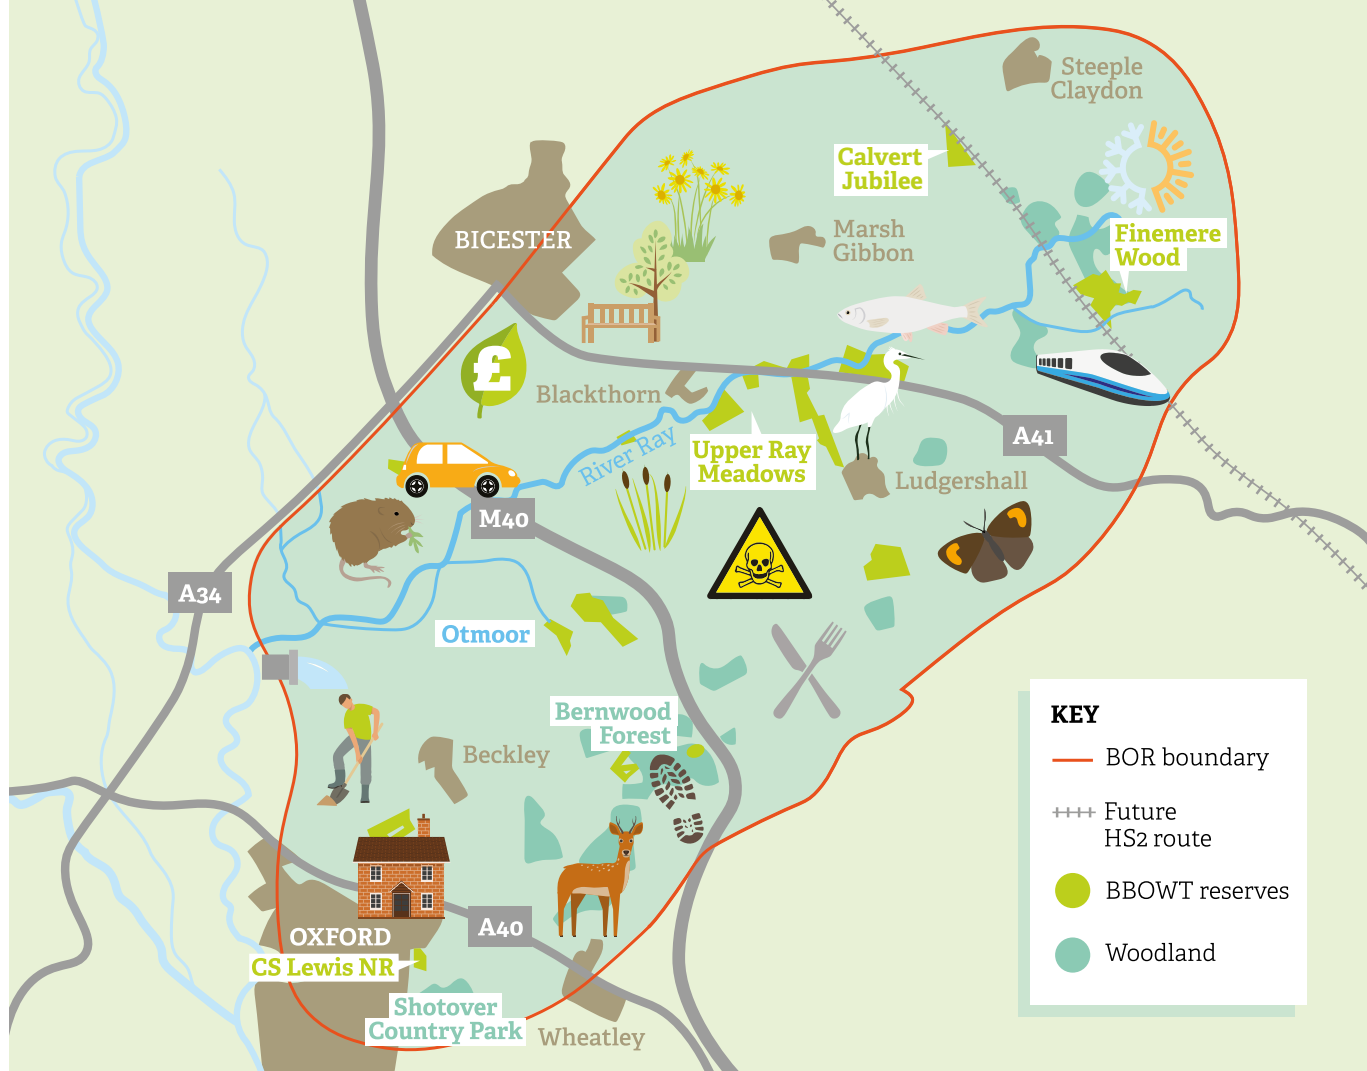 Steeple
Claydon
Calvert
Jubilee
BICESTER
Marsh
Gibbon
Finemere
Wood
£
Blackthorn
River Ray
Upper Ray
Meadows
A41
Ludgershall
M40
A34
Otmoor
Bernwood
Forest
Beckley
A40
OXFORD
CS Lewis NR
Shotover
Country Park
Wheatley
KEY
BOR boundary
Future
HS2 route
BBOWT reserves
Woodland